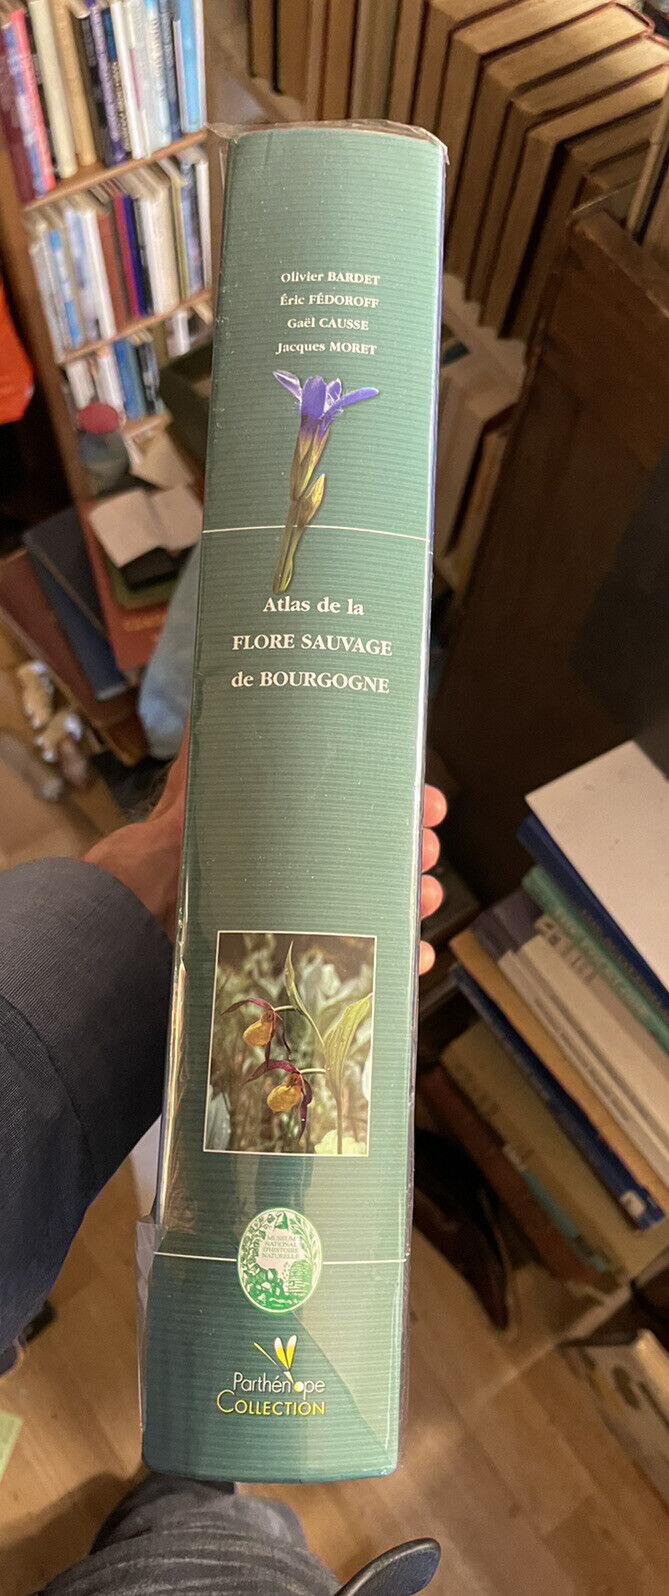 Olivier BARDET
Éric FÉDOROFF
Gaël CAUSSE
Jacques MORET
Atlas de la
FLORE SAUVAGE
de BOURGOGNE
MUSEUM
NATIONAL
D'HISTOIRE
NATURELLE
Parthénope
COLLECTION